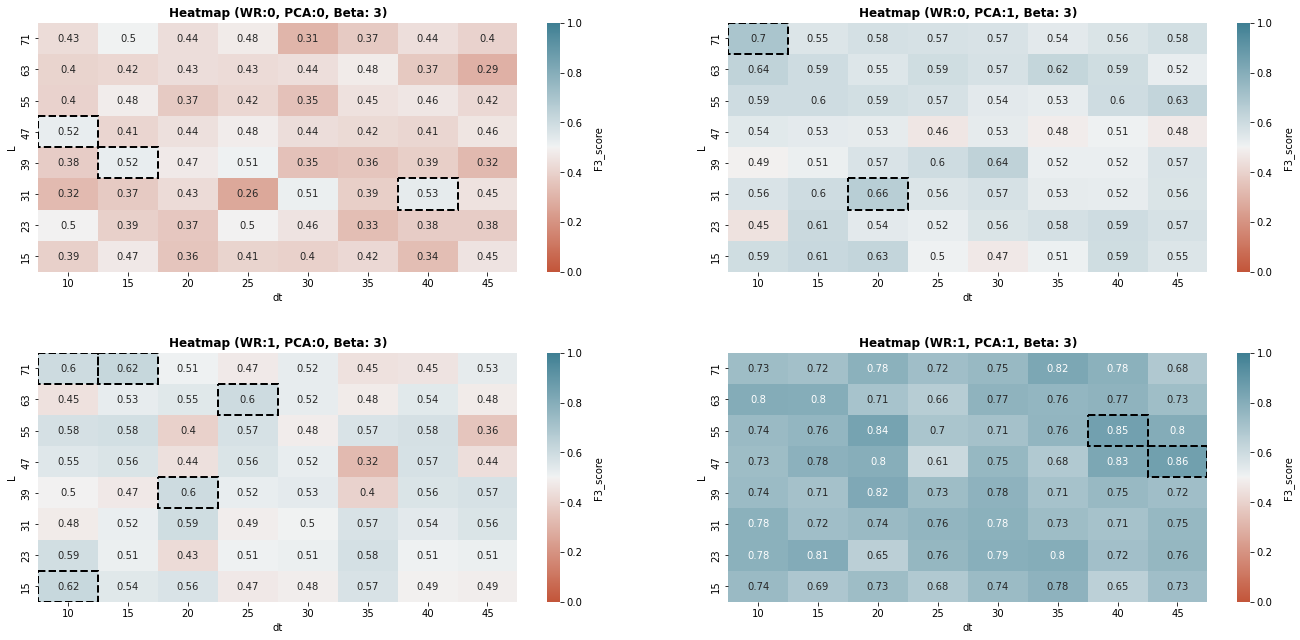 Heatmap (WR:0, PCA:0, Beta: 3)
L
71 0.43 0.5 0.44 0.48 0.31 0.37 0.44 0.4
63 0.4 0.42 0.43 0.43 0.44 0.48 0.37 0.29
55 0.4 0.48 0.37 0.42 0.35 0.45 0.46 0.42
47 0.52 0.41 0.44 0.48 0.44 0.42 0.41 0.46
39 0.38 0.52 0.47 0.51 0.35 0.36 0.39 0.32
31 0.32 0.37 0.43 0.26 0.51 0.39 0.53 0.45
23 0.5 0.39 0.37 0.5 0.46 0.33 0.38 0.38
15 0.39 0.47 0.36 0.41 0.4 0.42 0.34 0.45
10 15 20 25 30 35 40 45
dt
1.0
0.8
0.6
0.4
0.2
0.0
F3_score
Heatmap (WR:0, PCA:1, Beta: 3)
L
71 0.7 0.55 0.58 0.57 0.57 0.54 0.56 0.58
63 0.64 0.59 0.55 0.59 0.57 0.62 0.59 0.52
55 0.59 0.6 0.59 0.57 0.54 0.53 0.6 0.63
47 0.54 0.53 0.53 0.46 0.53 0.48 0.51 0.48
39 0.49 0.51 0.57 0.6 0.64 0.52 0.52 0.57
31 0.56 0.6 0.66 0.56 0.57 0.53 0.52 0.56
23 0.45 0.61 0.54 0.52 0.56 0.58 0.59 0.57
15 0.59 0.61 0.63 0.5 0.47 0.51 0.59 0.55
10 15 20 25 30 35 40 45
dt
1.0
0.8
0.6
0.4
0.2
0.0
F3_score
Heatmap (WR:1, PCA:0, Beta: 3)
L
71 0.6 0.62 0.51 0.47 0.52 0.45 0.45 0.53
63 0.45 0.53 0.55 0.6 0.52 0.48 0.54 0.48
55 0.58 0.58 0.4 0.57 0.48 0.57 0.58 0.36
47 0.55 0.56 0.44 0.56 0.52 0.32 0.57 0.44
39 0.5 0.47 0.6 0.52 0.53 0.4 0.56 0.57
31 0.48 0.52 0.59 0.49 0.5 0.57 0.54 0.56
23 0.59 0.51 0.43 0.51 0.51 0.58 0.51 0.51
15 0.62 0.54 0.56 0.47 0.48 0.57 0.49 0.49
10 15 20 25 30 35 40 45
dt
1.0
0.8
0.6
0.4
0.2
0.0
F3_score
Heatmap (WR:1, PCA:1, Beta: 3)
L
71 0.73 0.72 0.78 0.72 0.75 0.82 0.78 0.68
63 0.8 0.8 0.71 0.66 0.77 0.76 0.77 0.73
55 0.74 0.76 0.84 0.7 0.71 0.76 0.85 0.8
47 0.73 0.78 0.8 0.61 0.75 0.68 0.83 0.86
39 0.74 0.71 0.82 0.73 0.78 0.71 0.75 0.72
31 0.78 0.72 0.74 0.76 0.78 0.73 0.71 0.75
23 0.78 0.81 0.65 0.76 0.79 0.8 0.72 0.76
15 0.74 0.69 0.73 0.68 0.74 0.78 0.65 0.73
10 15 20 25 30 35 40 45
dt
1.0
0.8
0.6
0.4
0.2
0.0
F3_score